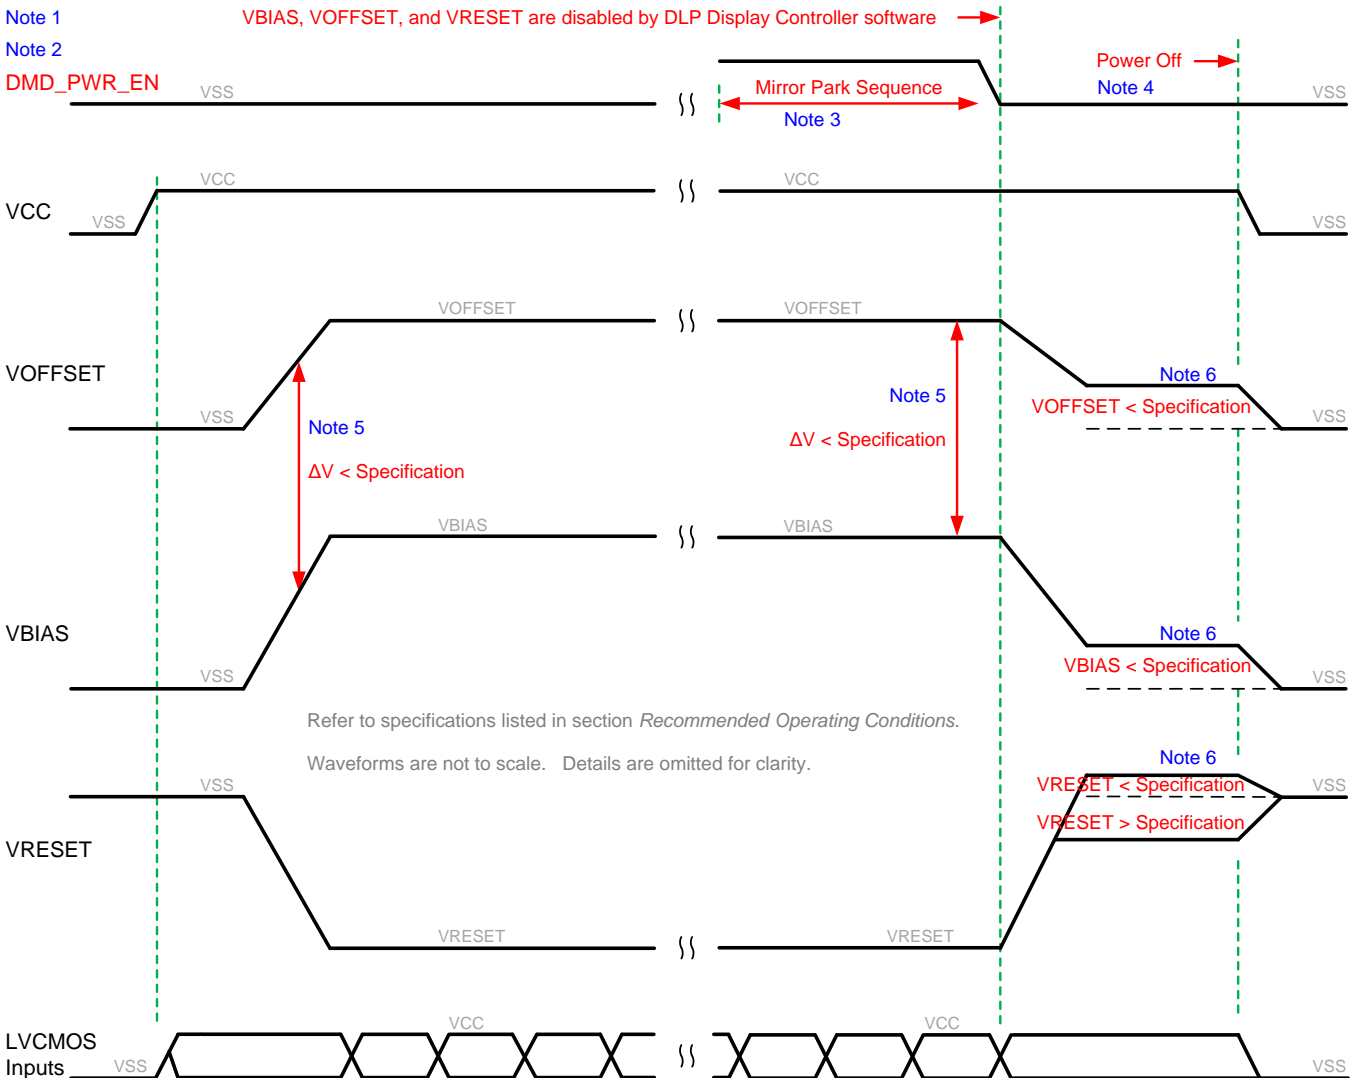 Note 1
VBIAS, VOFFSET, and VRESET are disabled by DLP Display Controller software
Note 2
DMD_PWR_EN
VSS
Mirror Park Sequence
Note 3
Power Off
Note 4
VSS
VCC
VSS
VCC
VCC
VSS
VOFFSET
VSS
VOFFSET
VOFFSET
Note 5
ΔV < Specification
Note 5
ΔV < Specification
Note 6
VOFFSET < Specification
VSS
VBIAS
VSS
VBIAS
VBIAS
Note 6
VBIAS < Specification
VSS
Refer to specifications listed in section Recommended Operating Conditions.
Waveforms are not to scale. Details are omitted for clarity.
VRESET
VSS
VRESET
VRESET
Note 6
VRESET < Specification
VRESET > Specification
VSS
LVCMOS
Inputs
VSS
VCC
VCC
VSS